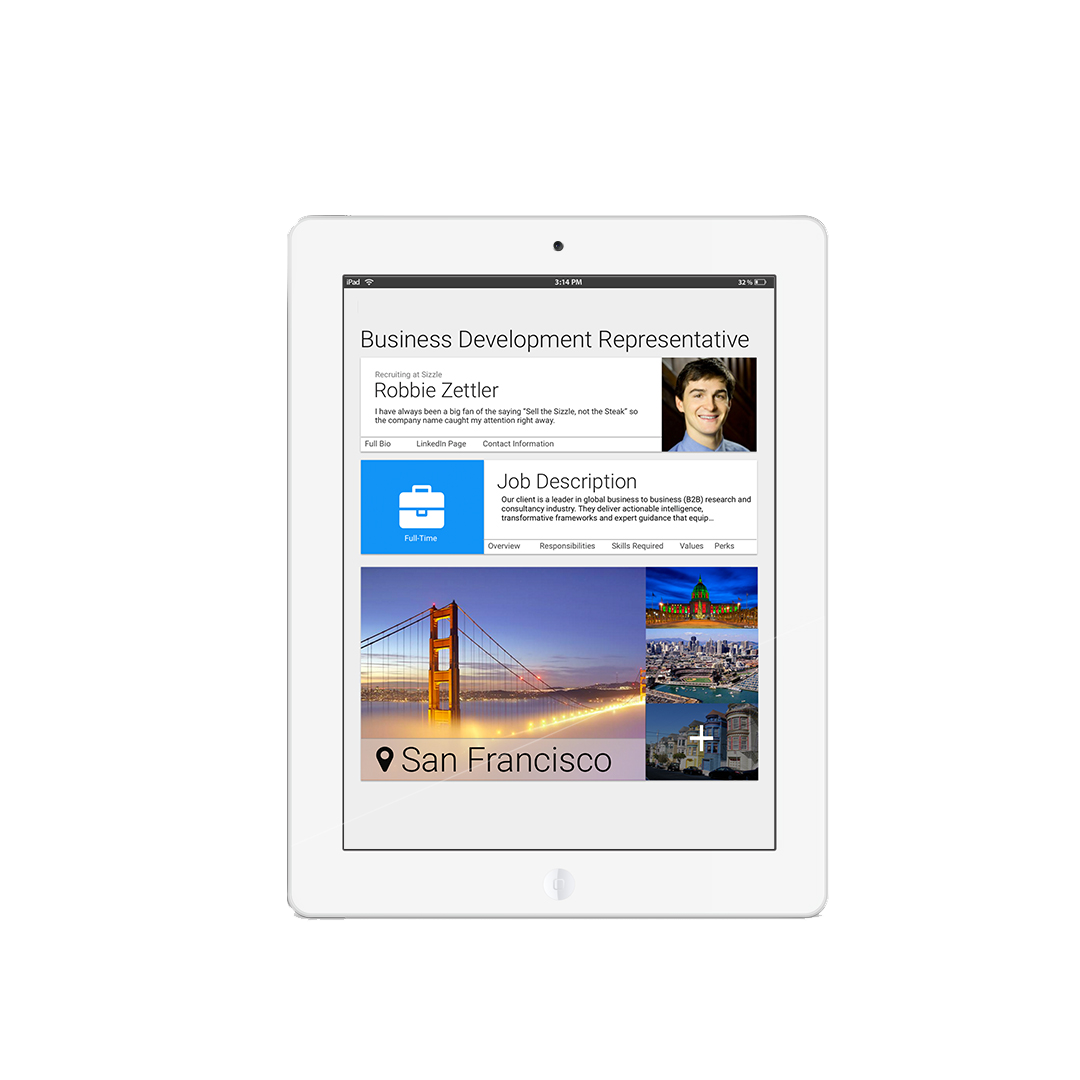 iPad 3:14 PM 32 %
Business Development Representative
Recruiting at Sizzle
Robbie Zettler
I have always been a big fan of the saying “Sell the Sizzle, not the Steak” so
the company name caught my attention right away.
Full Bio LinkedIn Page Contact Information
Job Description
Our client is a leader in global business to business (B2B) research and
consultancy industry. They deliver actionable intelligence,
transformative frameworks and expert guidance that equip...
Full-Time
Overview Responsibilities Skills Required Values Perks
San Francisco